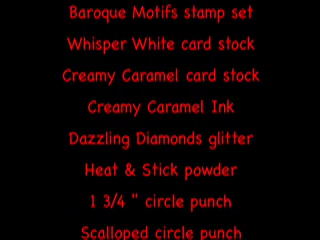 Baroque Motifs stamp set
Whisper White card stock
Creamy Caramel card stock
Creamy Caramel Ink
Dazzling Diamonds glitter
Heat & Stick powder
1 3/4 " circle punch
Scalloped circle punch